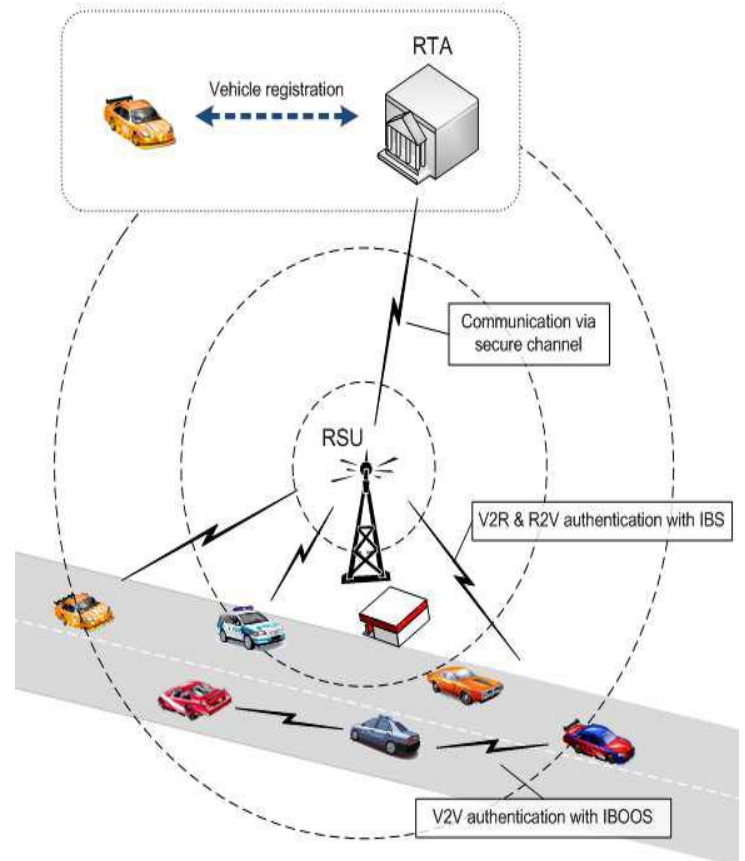 RTA
Vehicle registration
Communication via
secure channel
RSU
V2R & R2V authentication with IBS
V2V authentication with IBOOS